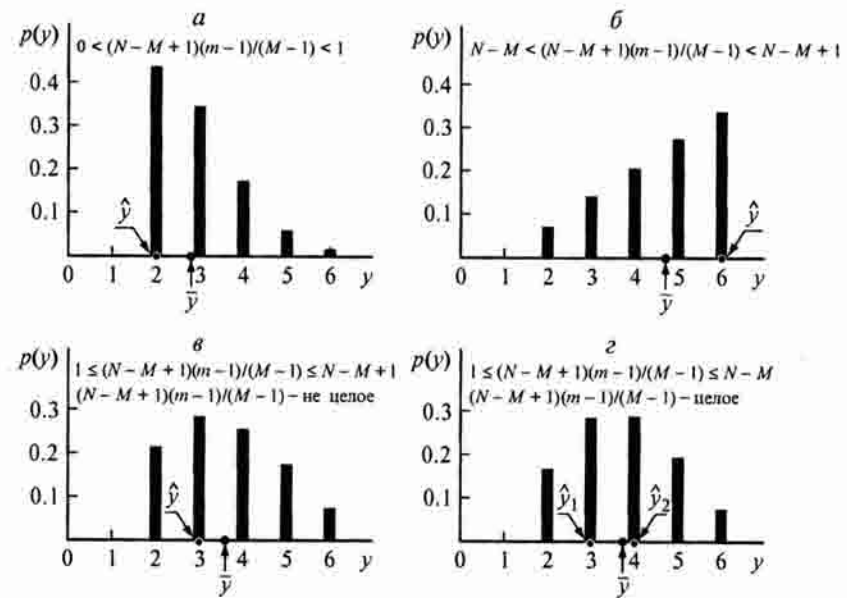 а
p(y)
0 < (N – M + 1)(m – 1)/(M – 1) < 1
0.4
0.3
0.2
0.1
ŷ
0 1 2 3 4 5 6 y
ȳ
б
p(y)
N – M < (N – M + 1)(m – 1)/(M – 1) < N – M + 1
0.4
0.3
0.2
0.1
ŷ
0 1 2 3 4 5 6 y
ȳ
в
p(y)
1 ≤ (N – M + 1)(m – 1)/(M – 1) ≤ N – M + 1
(N – M + 1)(m – 1)/(M – 1) – не целое
0.3
0.2
0.1
ŷ
0 1 2 3 4 5 6 y
ȳ
г
p(y)
1 ≤ (N – M + 1)(m – 1)/(M – 1) ≤ N – M
(N – M + 1)(m – 1)/(M – 1) – целое
0.3
0.2
0.1
ŷ₁ ŷ₂
0 1 2 3 4 5 6 y
ȳ